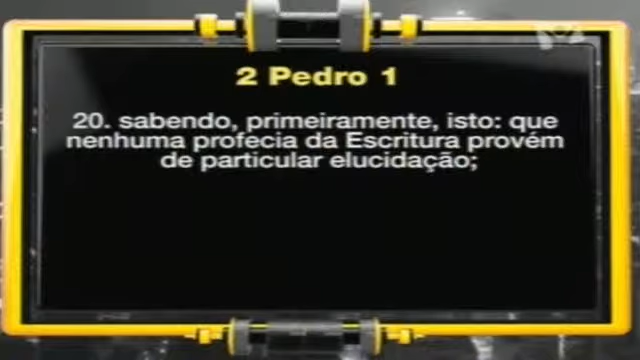 2 Pedro 1
20. sabendo, primeiramente, isto: que
nenhuma profecia da Escritura provém
de particular elucidação;